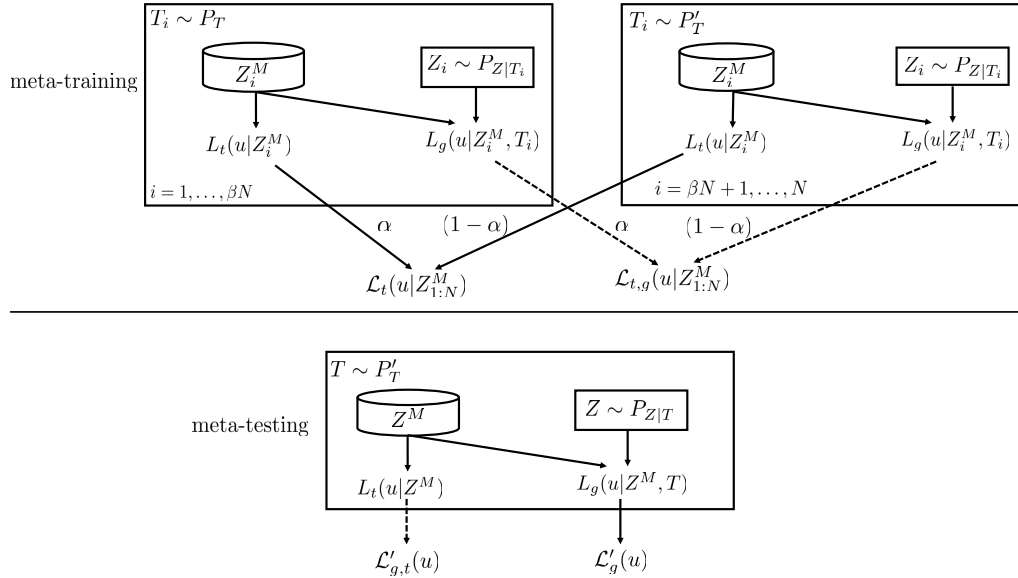 T_i ∼ P_T
T_i ∼ P′_T
Z_i^M
Z_i ∼ P_{Z|T_i}
Z_i^M
Z_i ∼ P_{Z|T_i}
meta-training
L_t(u|Z_i^M)
L_g(u|Z_i^M, T_i)
L_t(u|Z_i^M)
L_g(u|Z_i^M, T_i)
i = 1, . . . , βN
i = βN + 1, . . . , N
α
(1 − α)
α
(1 − α)
ℒ_t(u|Z_{1:N}^M)
ℒ_{t,g}(u|Z_{1:N}^M)
T ∼ P′_T
Z^M
Z ∼ P_{Z|T}
meta-testing
L_t(u|Z^M)
L_g(u|Z^M, T)
ℒ′_{g,t}(u)
ℒ′_g(u)